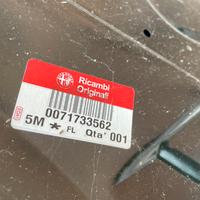 Ricambi
Originali
0071733562
5M * FL Qta' 001